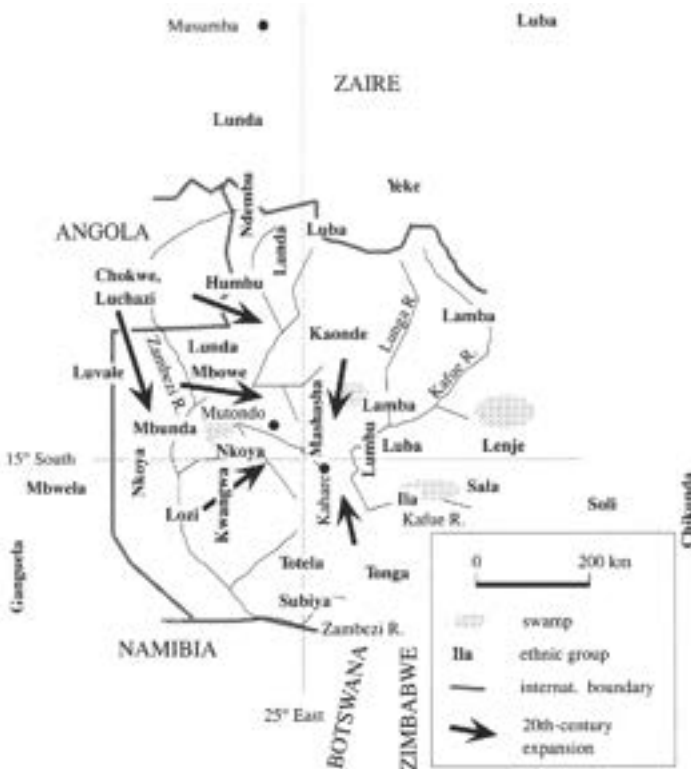 Musumba
Luba
ZAIRE
Lunda
Ndembu
Yeke
ANGOLA
Lunda
Luba
Chokwe,
Luchazi
Humbu
Lunga R.
Lamba
Kaonde
Lunda
Zambezi R.
Kafue R.
Luvale
Mbowe
Mashasha
Lamba
Mutondo
Mbunda
Lumbu
Luba
Lenje
Nkoya
15° South
Mbwela
Nkoya
Kwangwa
Kahare
Sala
Ila
Lozi
Kafue R.
Soli
Chikunda
Ganguela
Totela
Tonga
Subiya
Zambezi R.
NAMIBIA
BOTSWANA
ZIMBABWE
25° East
0 200 km
swamp
Ila ethnic group
internat. boundary
20th-century
expansion